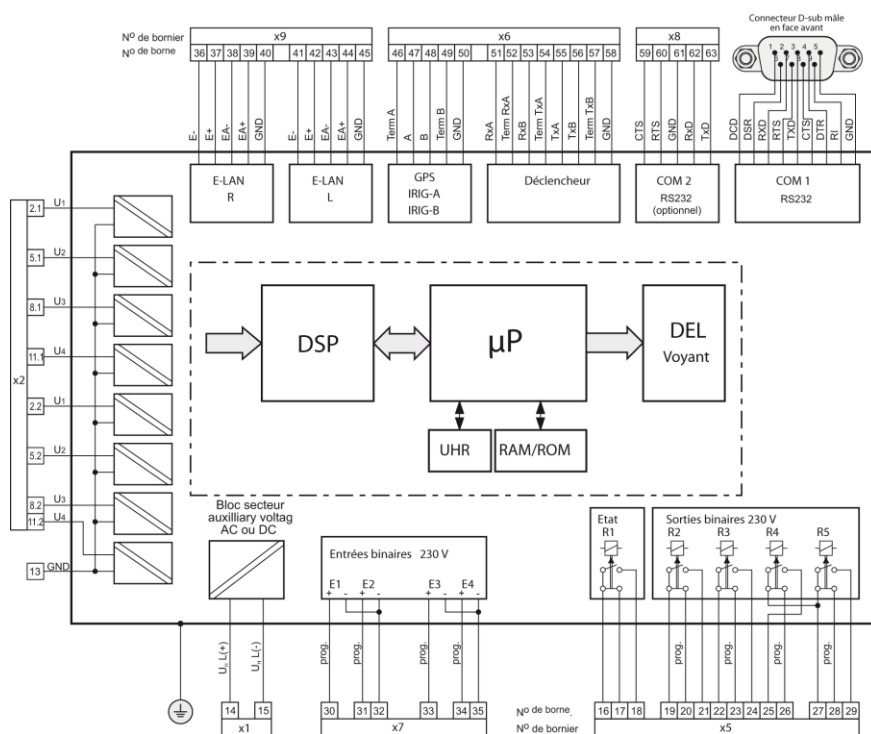 Connecteur D-sub mâle
en face avant
Nº de bornier
x9
x6
x8
Nº de borne
36 37 38 39 40 41 42 43 44 45
46 47 48 49 50 51 52 53 54 55 56 57 58
59 60 61 62 63
1 2 3 4 5
E- E+ EA- EA+ GND
E- E+ EA- EA+ GND
Term A A B Term B GND
RxA Term RxA RxB Term TxA TxA TxB Term TxB GND
CTS RTS GND RxD TxD
DCD DSR RXD RTS TXD CTS DTR RI GND
E-LAN
R
E-LAN
L
GPS
IRIG-A
IRIG-B
Déclencheur
COM 2
RS232
(optionnel)
COM 1
RS232
x2
2.1 U1
5.1 U2
8.1 U3
11.1 U4
2.2 U1
5.2 U2
8.2 U3
11.2 U4
13 GND
DSP
µP
DEL
Voyant
UHR
RAM/ROM
Bloc secteur
auxilliary voltag
AC ou DC
Entrées binaires 230 V
E1 E2 E3 E4
+ - + - + - + -
Etat
R1
Sorties binaires 230 V
R2 R3 R4 R5
L(+)
L(-)
prog. prog. prog. prog.
prog. prog. prog. prog.
14 15
30 31 32 33 34 35
Nº de borne
16 17 18 19 20 21 22 23 24 25 26 27 28 29
x1
x7
Nº de bornier
x5